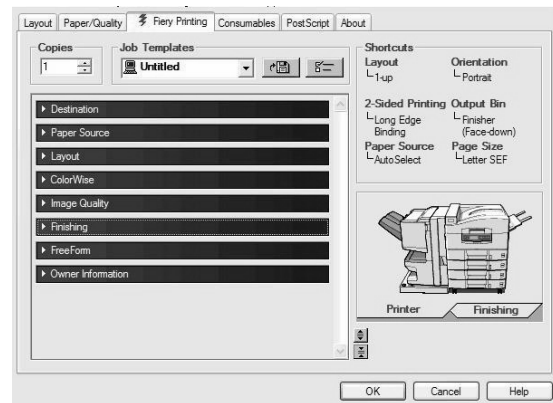 Layout Paper/Quality Fiery Printing Consumables PostScript About
Copies
1
Job Templates
Untitled
Destination
Paper Source
Layout
ColorWise
Image Quality
Finishing
FreeForm
Owner Information
Shortcuts
Layout Orientation
1-up Portrait
2-Sided Printing Output Bin
Long Edge Finisher
Binding (Face-down)
Paper Source Page Size
AutoSelect Letter SEF
Printer Finishing
OK Cancel Help